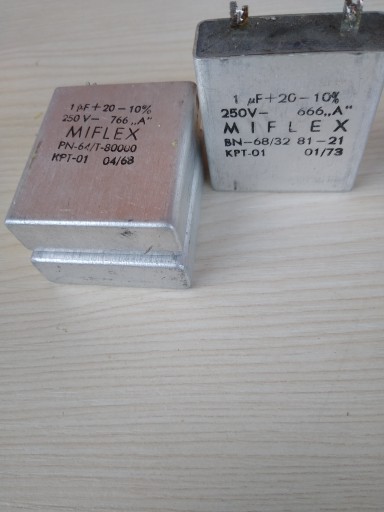 1 µF+20-10%
250V- 766„A"
MIFLEX
PN-64/T-80000
KPT-01 04/68
1 µF+20-10%
250V- 666„A"
MIFLEX
BN-68/32 81-21
KPT-01 01/73